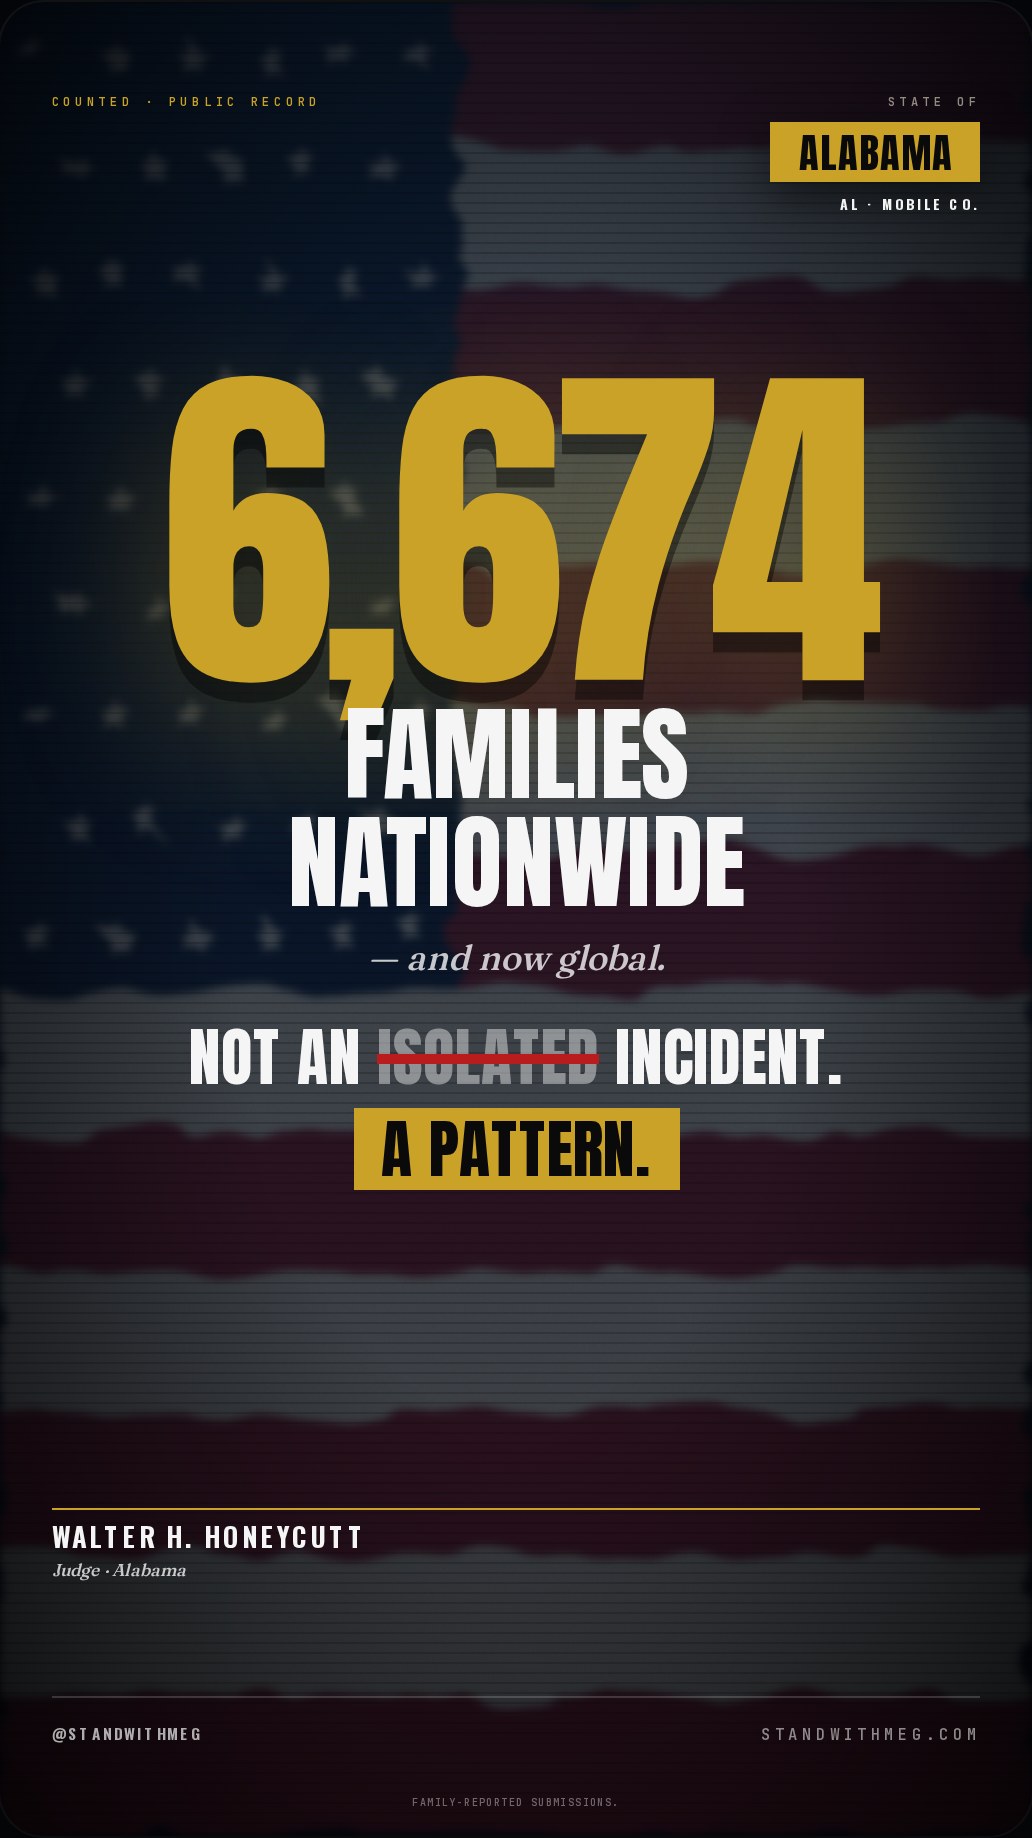 COUNTED · PUBLIC RECORD
STATE OF
ALABAMA
AL · MOBILE CO.
6,674
FAMILIES
NATIONWIDE
— and now global.
NOT AN ISOLATED INCIDENT.
A PATTERN.
WALTER H. HONEYCUTT
Judge · Alabama
@STANDWITHMEG
STANDWITHMEG.COM
FAMILY-REPORTED SUBMISSIONS.